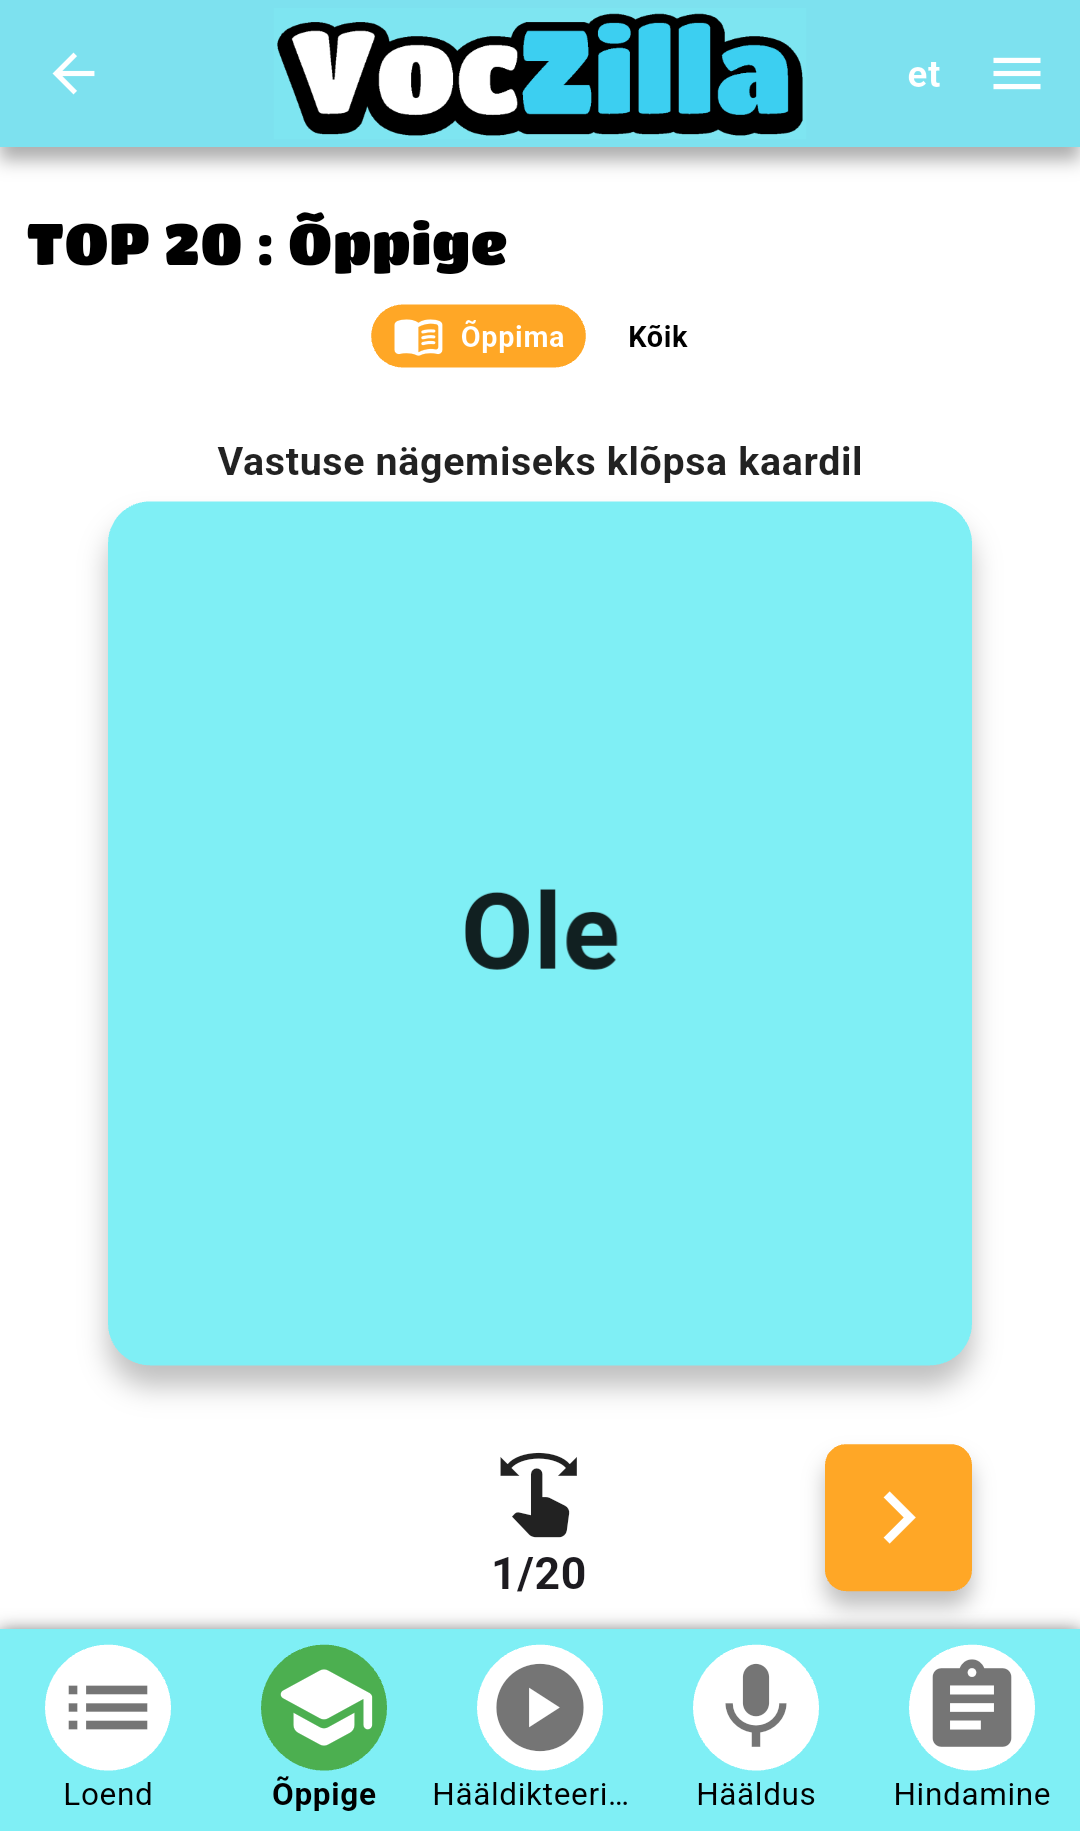 VocZilla
et
TOP 20 : Õppige
Õppima
Kõik
Vastuse nägemiseks klõpsa kaardil
Ole
1/20
Loend
Õppige
Hääldikteeri...
Hääldus
Hindamine